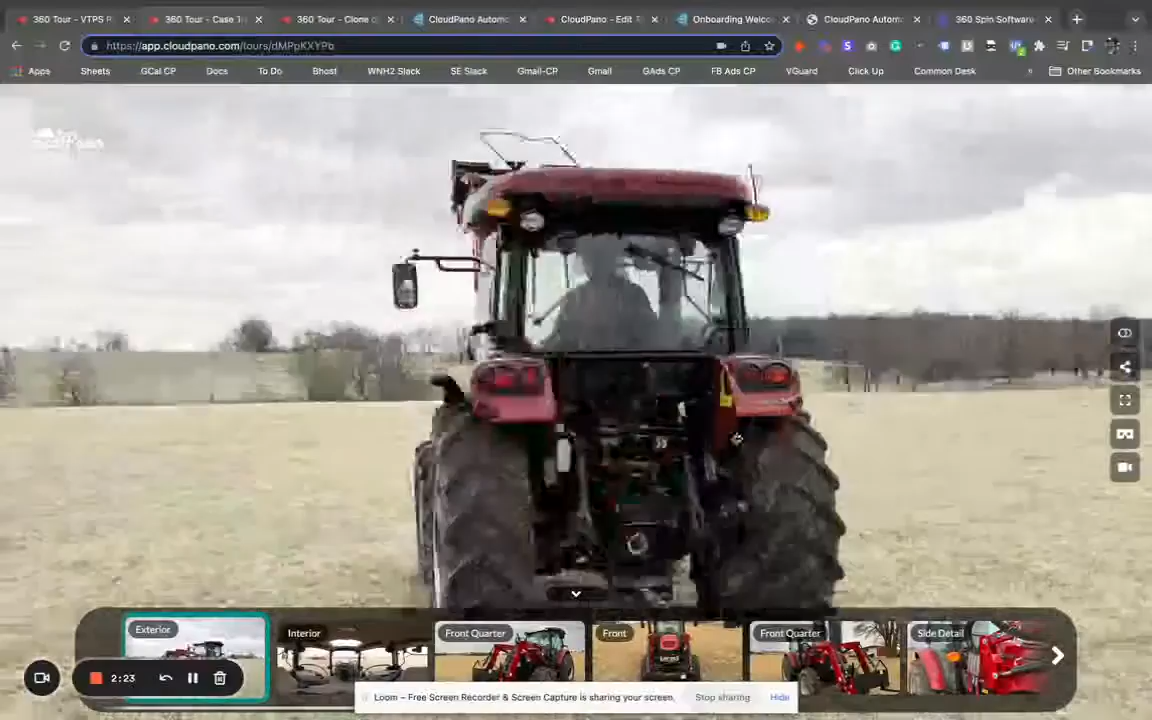 360 Tour - VTPS R
360 Tour - Case T
360 Tour - Clone o
CloudPano Automo
CloudPano - Edit T
Onboarding Welco
CloudPano Autom
360 Spin Software
https://app.cloudpano.com/tours/dMPpKXYPb
Apps
Sheets
GCal CP
Docs
To Do
Bhost
WNH2 Slack
SE Slack
Gmail-CP
Gmail
GAds CP
FB Ads CP
VGuard
Click Up
Common Desk
»
Other Bookmarks
Exterior
Interior
Front Quarter
Front
Front Quarter
Side Detail
2:23
Loom – Free Screen Recorder & Screen Capture is sharing your screen.
Stop sharing
Hide